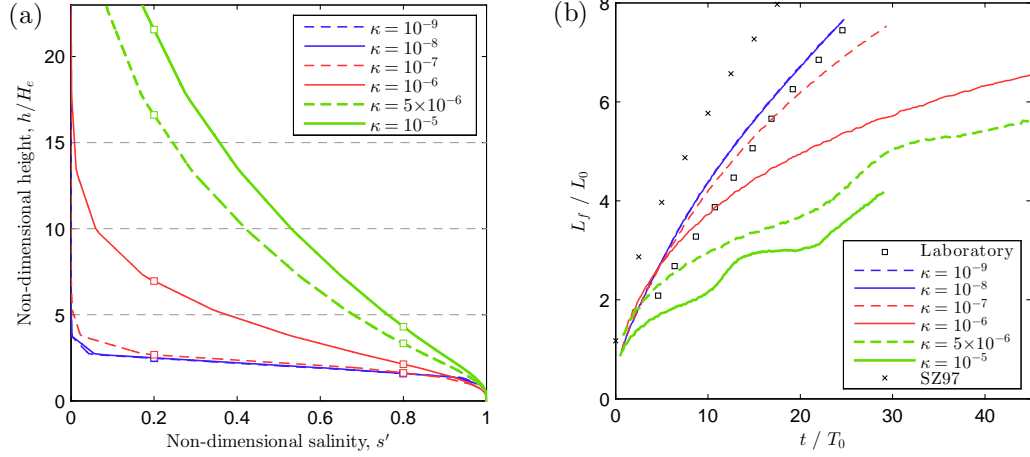 (a)
κ = 10⁻⁹
κ = 10⁻⁸
κ = 10⁻⁷
κ = 10⁻⁶
κ = 5×10⁻⁶
κ = 10⁻⁵
20
15
10
5
0
Non-dimensional height, h/Hₑ
0 0.2 0.4 0.6 0.8 1
Non-dimensional salinity, s′
(b)
8
6
4
2
0
L_f / L₀
Laboratory
κ = 10⁻⁹
κ = 10⁻⁸
κ = 10⁻⁷
κ = 10⁻⁶
κ = 5×10⁻⁶
κ = 10⁻⁵
SZ97
0 10 20 30 40
t / T₀